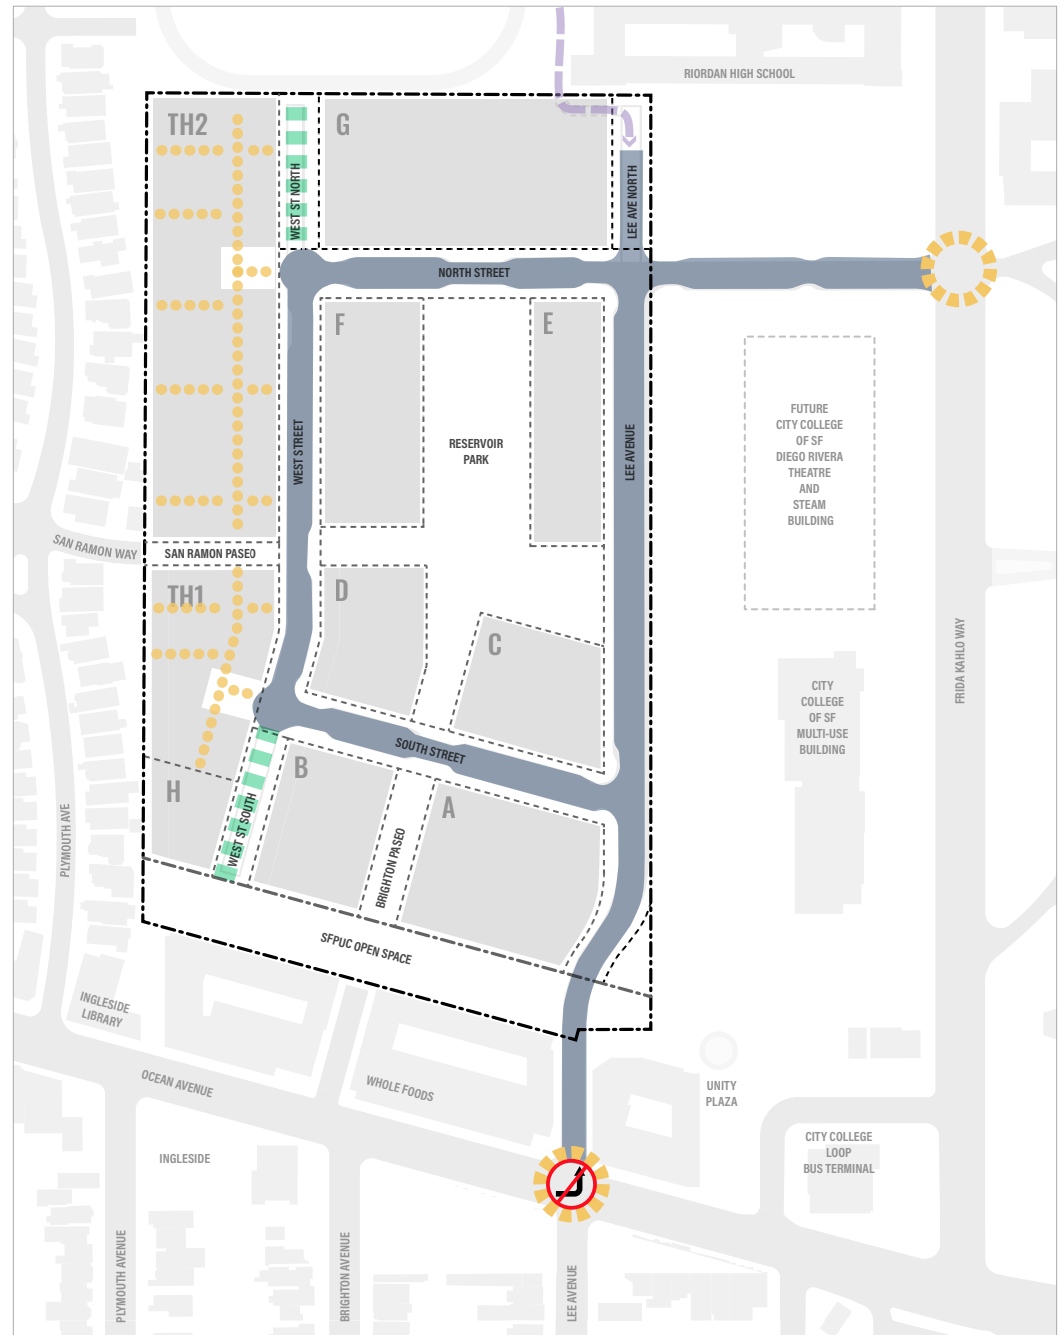 RIORDAN HIGH SCHOOL
TH2
G
WEST ST NORTH
LEE AVE NORTH
NORTH STREET
F
E
RESERVOIR
PARK
WEST STREET
LEE AVENUE
FUTURE
CITY COLLEGE
OF SF
DIEGO RIVERA
THEATRE
AND
STEAM
BUILDING
SAN RAMON WAY
SAN RAMON PASEO
TH1
D
C
FRIDA KAHLO WAY
CITY
COLLEGE
OF SF
MULTI-USE
BUILDING
SOUTH STREET
B
H
A
WEST ST SOUTH
BRIGHTON PASEO
PLYMOUTH AVE
SFPUC OPEN SPACE
INGLESIDE
LIBRARY
OCEAN AVENUE
WHOLE FOODS
UNITY
PLAZA
INGLESIDE
CITY COLLEGE
LOOP
BUS TERMINAL
PLYMOUTH AVENUE
BRIGHTON AVENUE
LEE AVENUE